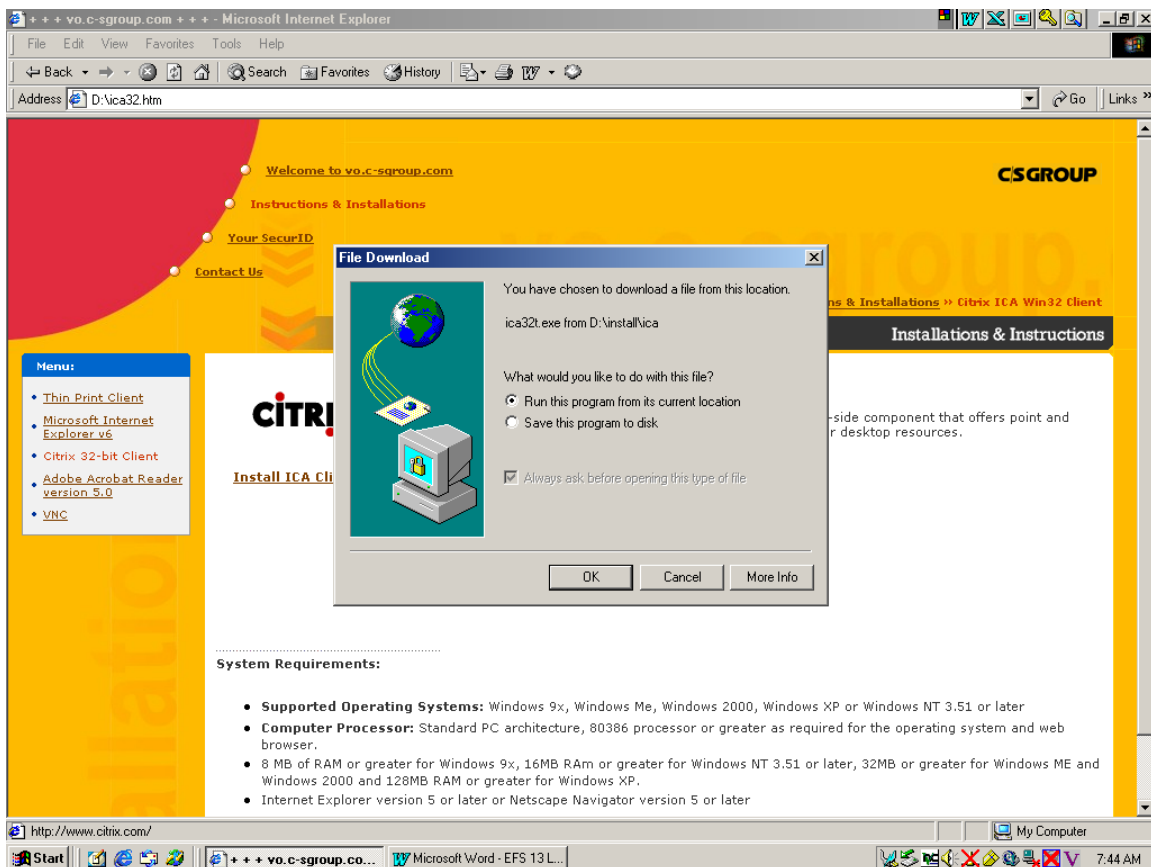 + + + vo.c-sgroup.com + + + - Microsoft Internet Explorer
File Edit View Favorites Tools Help
Back Search Favorites History
Address D:\ica32.htm Go Links »
Welcome to vo.c-sgroup.com
Instructions & Installations
Your SecurID
Contact Us
C/SGROUP
ns & Installations »› Citrix ICA Win32 Client
Installations & Instructions
Menu:
Thin Print Client
Microsoft Internet
Explorer v6
Citrix 32-bit Client
Adobe Acrobat Reader
version 5.0
VNC
CITRI
-side component that offers point and
r desktop resources.
Install ICA Cli
File Download
You have chosen to download a file from this location.
ica32t.exe from D:\install\ica
What would you like to do with this file?
Run this program from its current location
Save this program to disk
Always ask before opening this type of file
OK Cancel More Info
System Requirements:
Supported Operating Systems: Windows 9x, Windows Me, Windows 2000, Windows XP or Windows NT 3.51 or later
Computer Processor: Standard PC architecture, 80386 processor or greater as required for the operating system and web
browser.
8 MB of RAM or greater for Windows 9x, 16MB RAm or greater for Windows NT 3.51 or later, 32MB or greater for Windows ME and
Windows 2000 and 128MB RAM or greater for Windows XP.
Internet Explorer version 5 or later or Netscape Navigator version 5 or later
http://www.citrix.com/ My Computer
Start + + + vo.c-sgroup.co... Microsoft Word - EFS 13 L... 7:44 AM